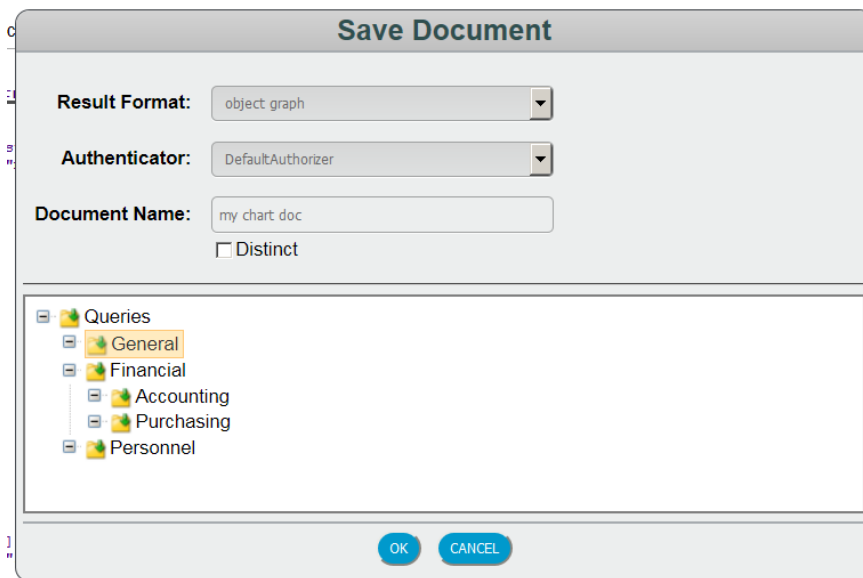 Save Document
Result Format: object graph
Authenticator: DefaultAuthorizer
Document Name: my chart doc
Distinct
Queries
General
Financial
Accounting
Purchasing
Personnel
OK CANCEL